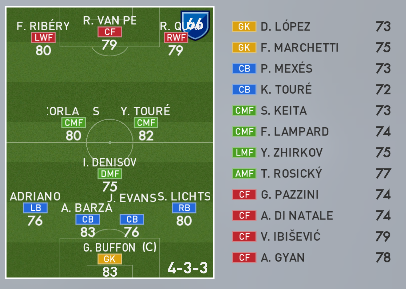 F. RIBÉRY
LWF
80
R. VAN PE
CF
79
R. QU
RWF
79
66
ORLA S
CMF
80
Y. TOURÉ
CMF
82
I. DENISOV
DMF
75
ADRIANO
LB
76
A. BARZA
CB
83
J. EVANS
CB
76
S. LICHTS
RB
80
G. BUFFON (C)
GK
83
4-3-3
GK D. LÓPEZ 73
GK F. MARCHETTI 75
CB P. MEXÉS 73
CB K. TOURÉ 72
CMF S. KEITA 73
CMF F. LAMPARD 74
LMF Y. ZHIRKOV 75
AMF T. ROSICKÝ 77
CF G. PAZZINI 74
CF A. DI NATALE 74
CF V. IBIŠEVIĆ 79
CF A. GYAN 78